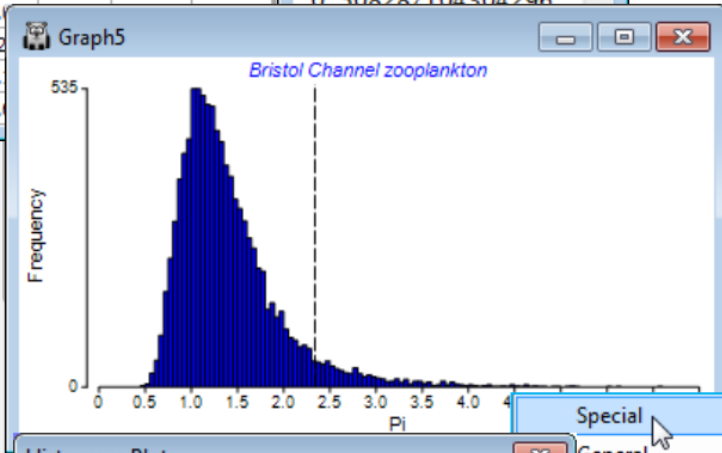 Graph5
Bristol Channel zooplankton
535
Frequency
0
0 0.5 1.0 1.5 2.0 2.5 3.0 3.5 4.0
Pi
Special
General